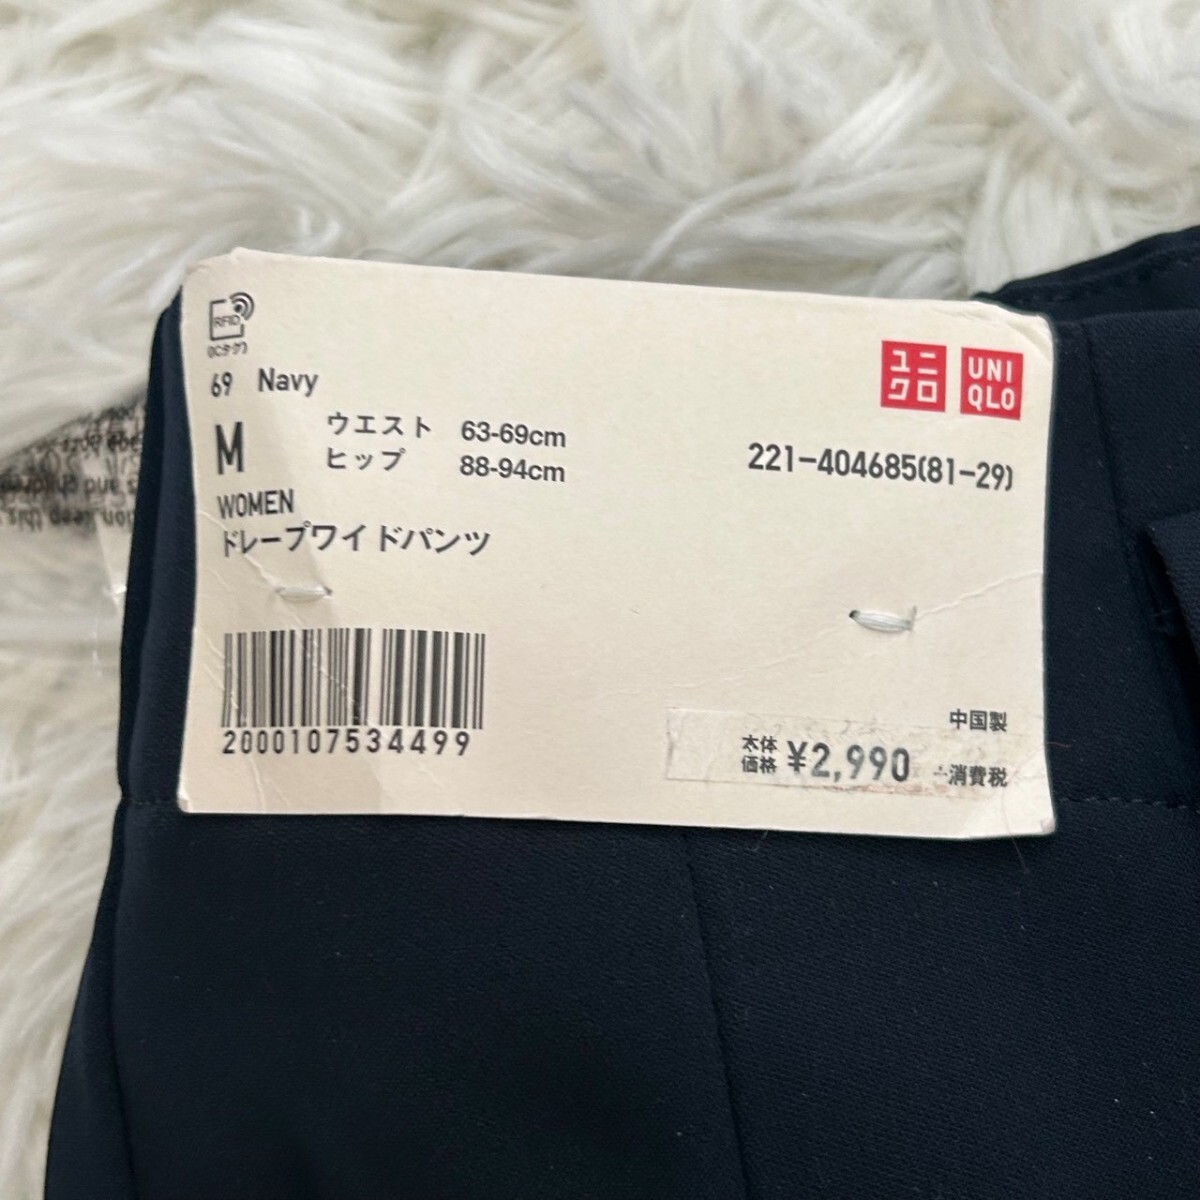 RFID
(ICタグ)
69 Navy
ユニクロ
UNIQLO
M
ウエスト 63-69cm
ヒップ 88-94cm
221-404685(81-29)
WOMEN
ドレープワイドパンツ
2000107534499
中国製
本体価格 ¥2,990 +消費税